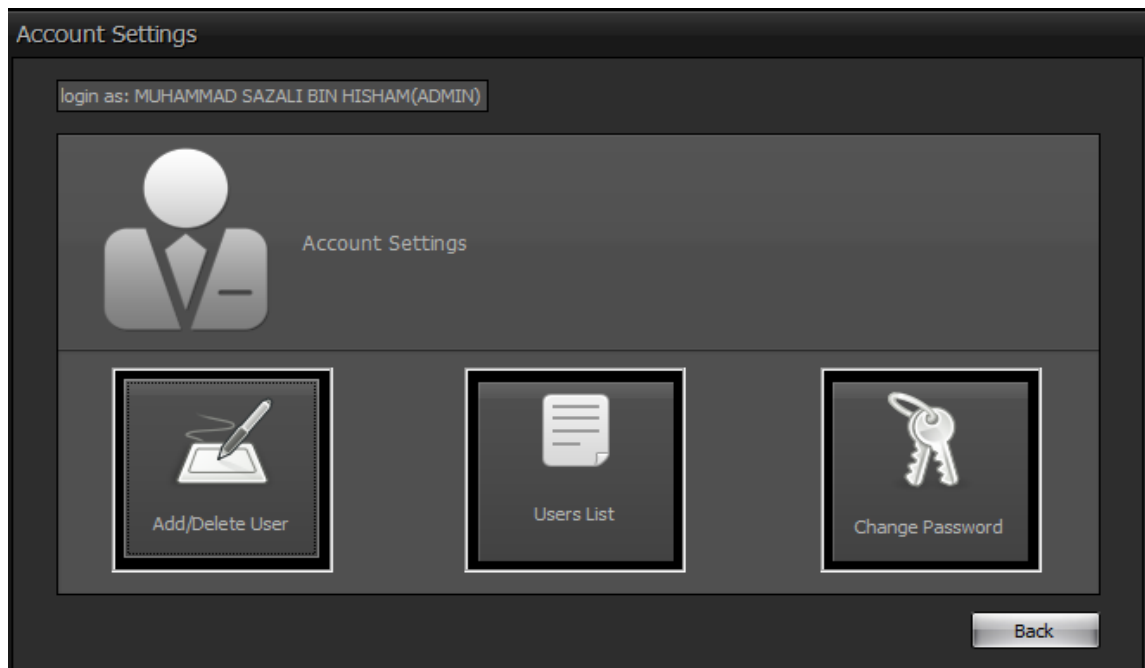 Account Settings
login as: MUHAMMAD SAZALI BIN HISHAM(ADMIN)
Account Settings
Add/Delete User
Users List
Change Password
Back